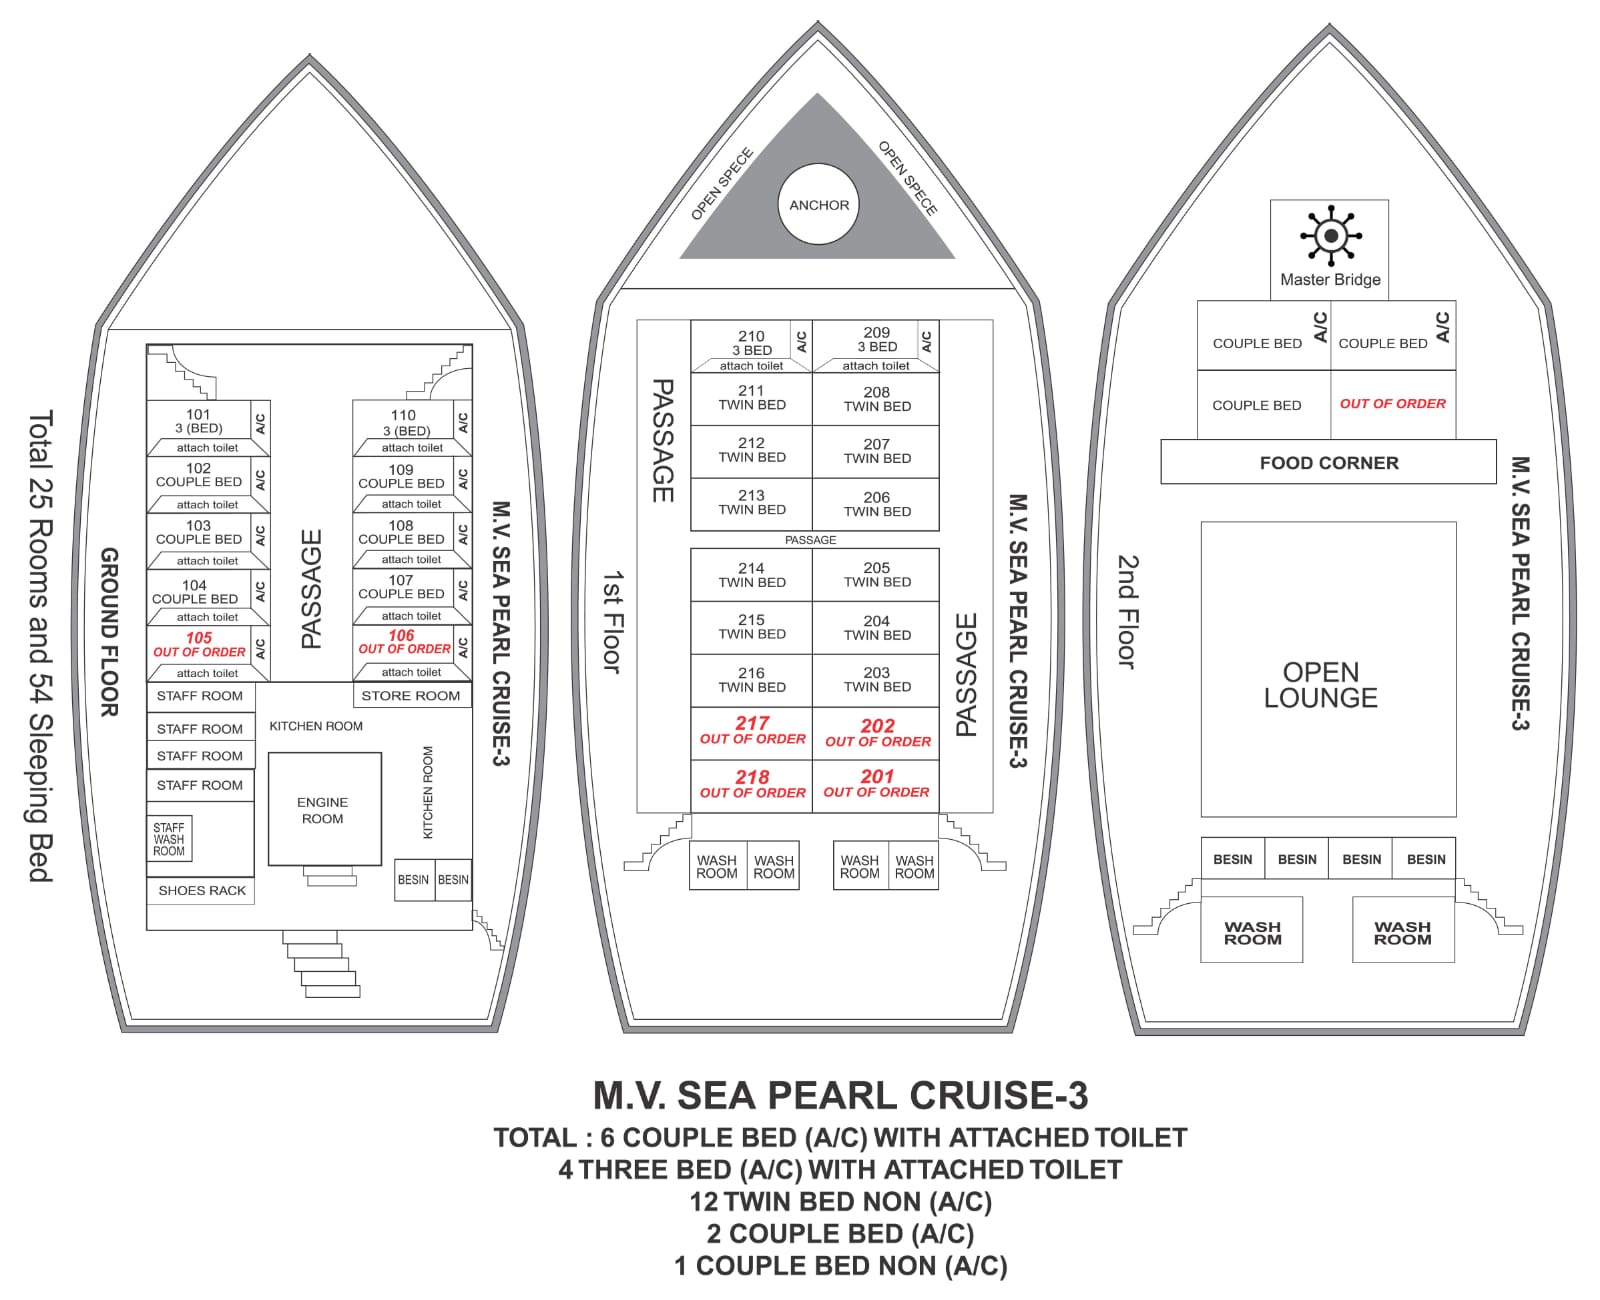 Total 25 Rooms and 54 Sleeping Bed
GROUND FLOOR
101
3 (BED)
A/C
attach toilet
102
COUPLE BED
A/C
attach toilet
103
COUPLE BED
A/C
attach toilet
104
COUPLE BED
A/C
attach toilet
105
OUT OF ORDER
A/C
attach toilet
STAFF ROOM
STAFF ROOM
STAFF ROOM
STAFF ROOM
STAFF
WASH
ROOM
SHOES RACK
PASSAGE
110
3 (BED)
A/C
attach toilet
109
COUPLE BED
A/C
attach toilet
108
COUPLE BED
A/C
attach toilet
107
COUPLE BED
A/C
attach toilet
106
OUT OF ORDER
A/C
attach toilet
STORE ROOM
KITCHEN ROOM
ENGINE
ROOM
KITCHEN ROOM
BESIN
BESIN
M.V. SEA PEARL CRUISE-3
OPEN SPECE
OPEN SPECE
ANCHOR
1st Floor
PASSAGE
210
3 BED
A/C
attach toilet
209
3 BED
A/C
attach toilet
211
TWIN BED
208
TWIN BED
212
TWIN BED
207
TWIN BED
213
TWIN BED
206
TWIN BED
PASSAGE
214
TWIN BED
205
TWIN BED
215
TWIN BED
204
TWIN BED
216
TWIN BED
203
TWIN BED
217
OUT OF ORDER
202
OUT OF ORDER
218
OUT OF ORDER
201
OUT OF ORDER
PASSAGE
WASH
ROOM
WASH
ROOM
WASH
ROOM
WASH
ROOM
M.V. SEA PEARL CRUISE-3
Master Bridge
COUPLE BED
A/C
COUPLE BED
A/C
COUPLE BED
OUT OF ORDER
FOOD CORNER
2nd Floor
OPEN
LOUNGE
BESIN
BESIN
BESIN
BESIN
WASH
ROOM
WASH
ROOM
M.V. SEA PEARL CRUISE-3
M.V. SEA PEARL CRUISE-3
TOTAL : 6 COUPLE BED (A/C) WITH ATTACHED TOILET
4 THREE BED (A/C) WITH ATTACHED TOILET
12 TWIN BED NON (A/C)
2 COUPLE BED (A/C)
1 COUPLE BED NON (A/C)